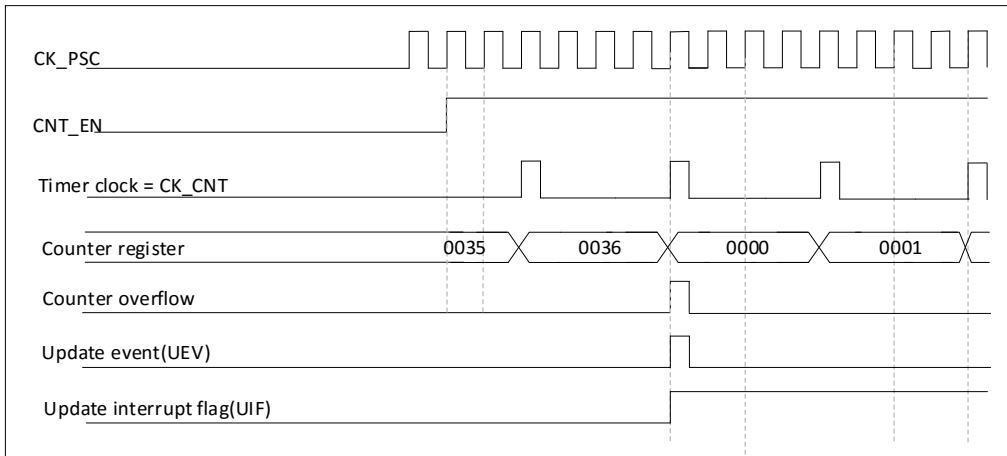 CK_PSC
CNT_EN
Timer clock = CK_CNT
Counter register
0035 0036 0000 0001
Counter overflow
Update event(UEV)
Update interrupt flag(UIF)